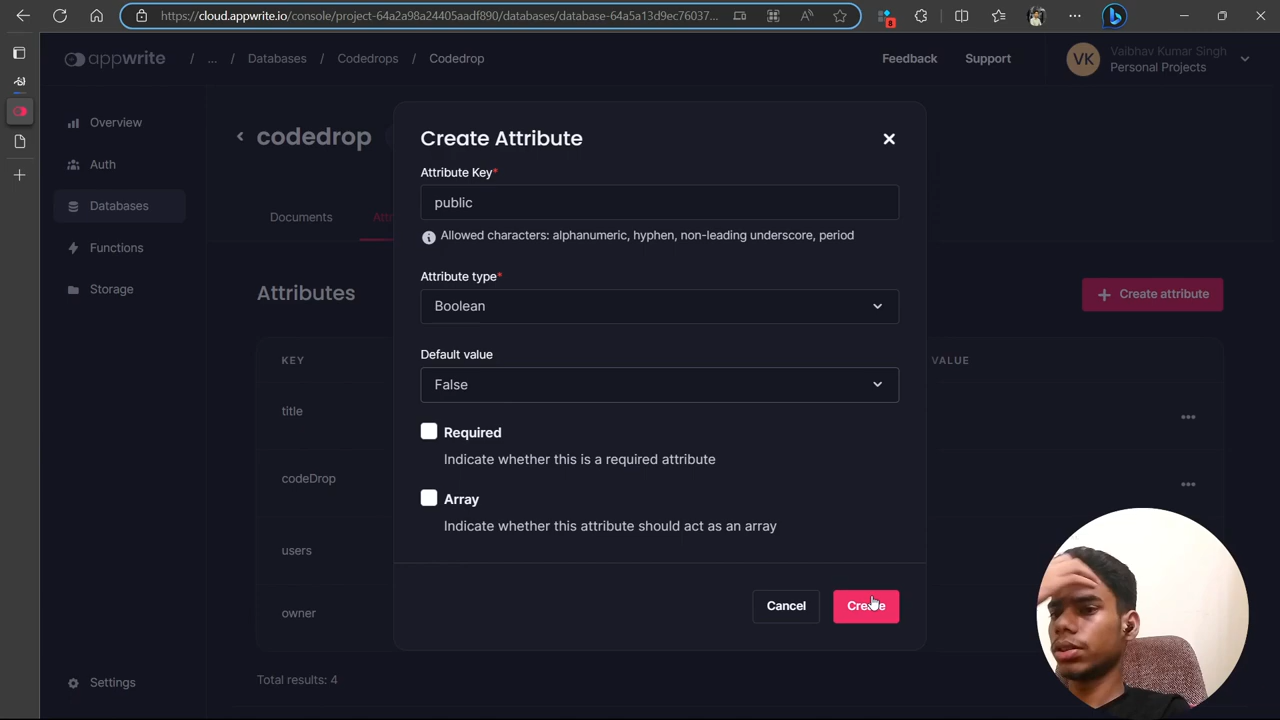 https://cloud.appwrite.io/console/project-64a2a98a24405aadf890/databases/database-64a5a13d9ec76037...
8
appwrite / ... / Databases / Codedrops / Codedrop
Feedback Support
VK
Vaibhav Kumar Singh
Personal Projects
Overview
Auth
Databases
Functions
Storage
Settings
codedrop
Documents
Attributes
Create attribute
KEY
VALUE
title
codeDrop
users
owner
Total results: 4
Create Attribute
Attribute Key*
public
Allowed characters: alphanumeric, hyphen, non-leading underscore, period
Attribute type*
Boolean
Default value
False
Required
Indicate whether this is a required attribute
Array
Indicate whether this attribute should act as an array
Cancel
Create